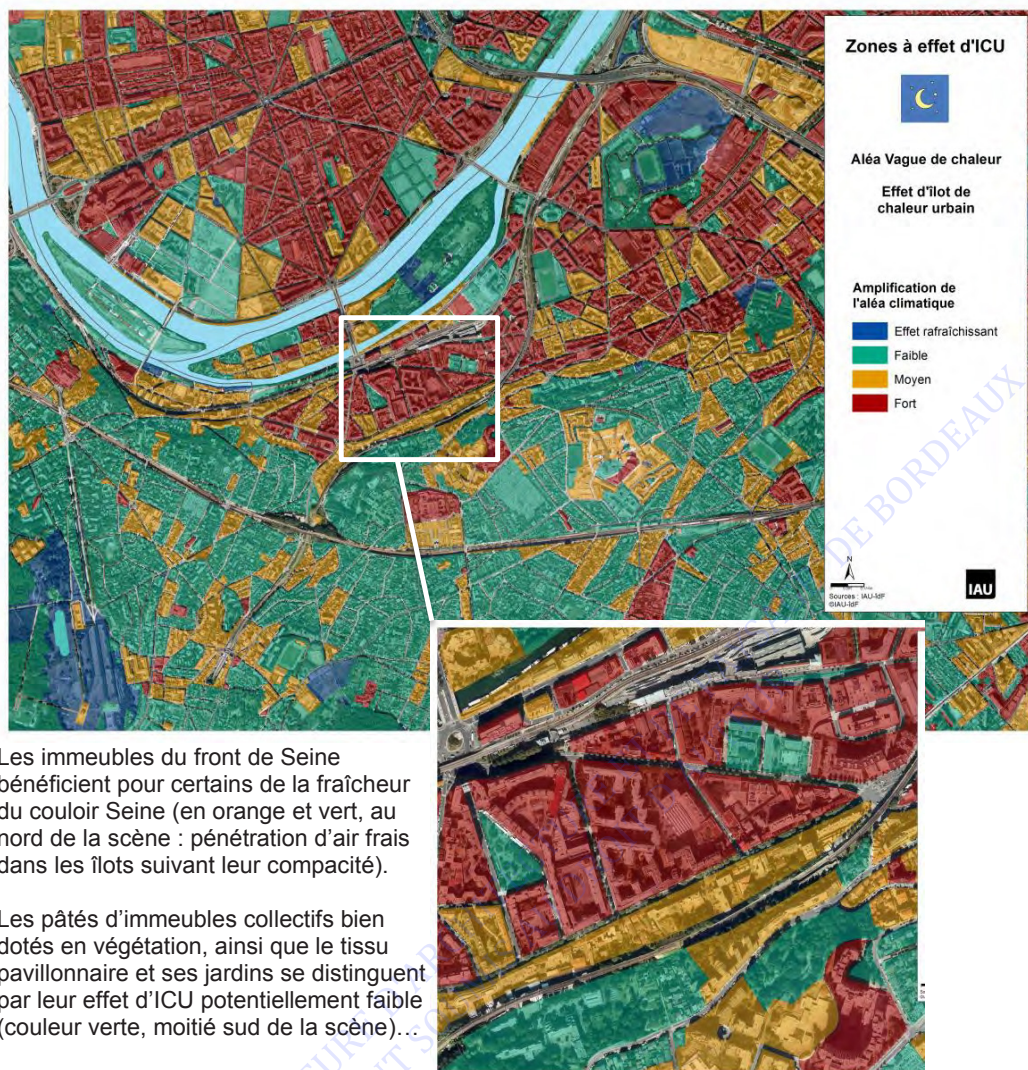 Zones à effet d'ICU
Aléa Vague de chaleur
Effet d'îlot de
chaleur urbain
Amplification de
l'aléa climatique
Effet rafraîchissant
Faible
Moyen
Fort
N
Sources : IAU-îdF
©IAU-îdF
IAU
Les immeubles du front de Seine
bénéficient pour certains de la fraîcheur
du couloir Seine (en orange et vert, au
nord de la scène : pénétration d'air frais
dans les îlots suivant leur compacité).
Les pâtés d'immeubles collectifs bien
dotés en végétation, ainsi que le tissu
pavillonnaire et ses jardins se distinguent
par leur effet d'ICU potentiellement faible
(couleur verte, moitié sud de la scène)…
DE BORDEAUX